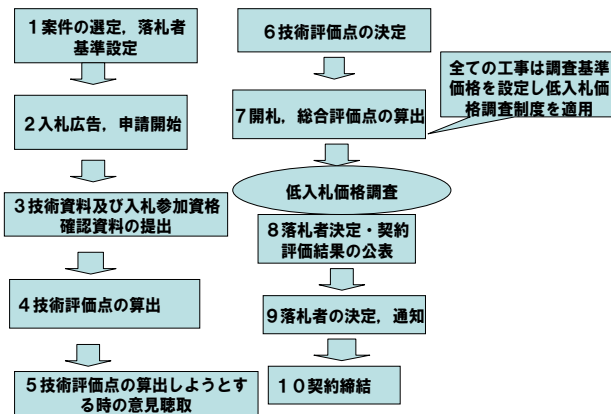 1案件の選定，落札者
基準設定
2入札広告，申請開始
3技術資料及び入札参加資格
確認資料の提出
4技術評価点の算出
5技術評価点の算出しようとす
る時の意見聴取
6技術評価点の決定
全ての工事は調査基準
価格を設定し低入札価
格調査制度を適用
7開札，総合評価点の算出
低入札価格調査
8落札者決定・契約
評価結果の公表
9落札者の決定，通知
10契約締結